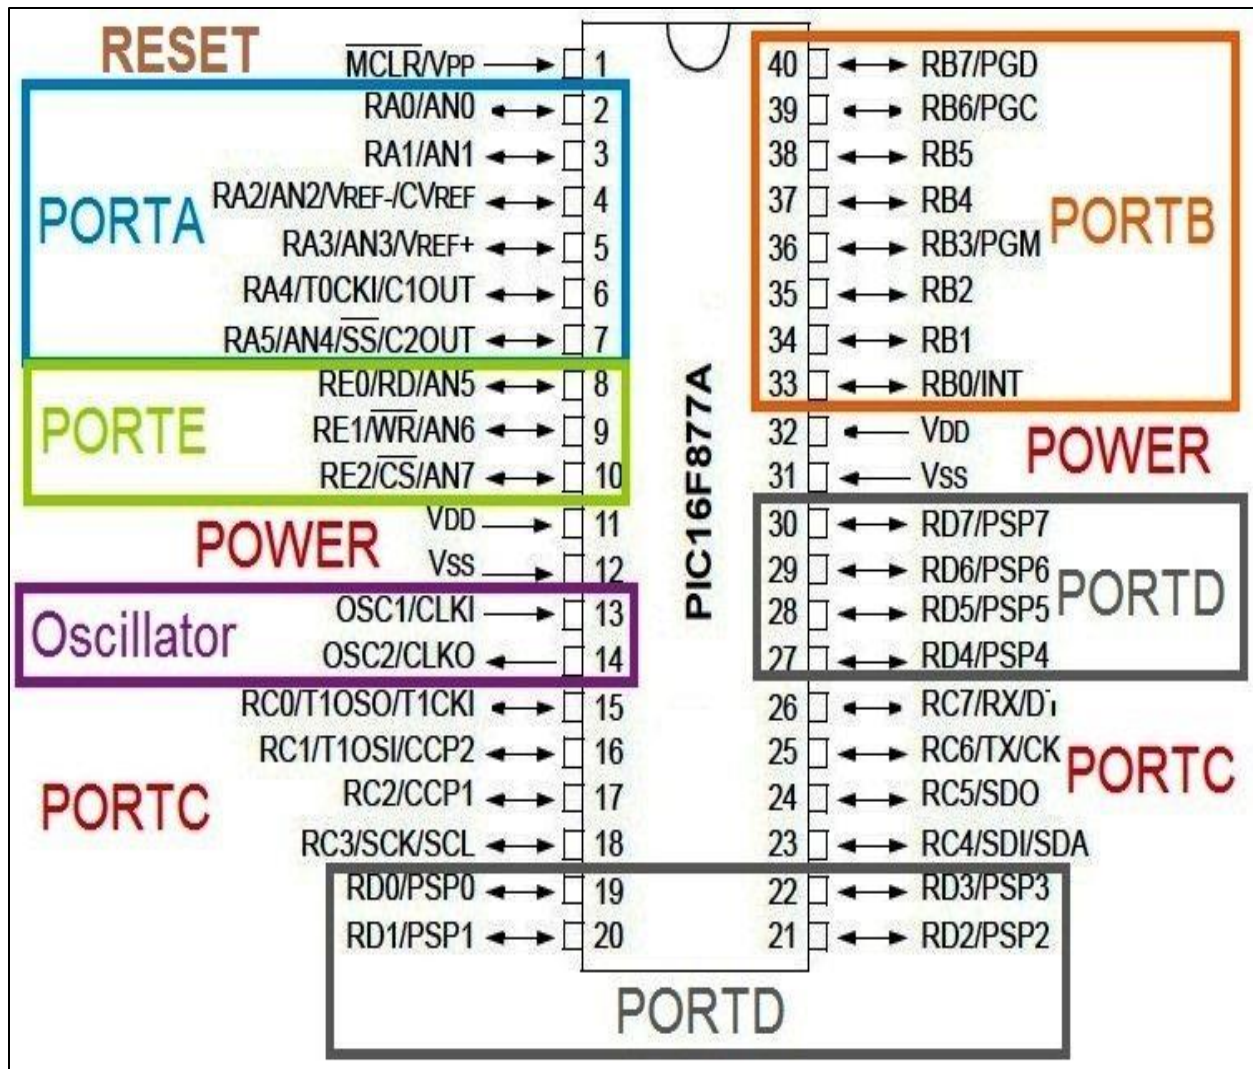 RESET
MCLR/VPP 1
RA0/AN0 2
RA1/AN1 3
RA2/AN2/VREF-/CVREF 4
RA3/AN3/VREF+ 5
RA4/T0CKI/C1OUT 6
RA5/AN4/SS/C2OUT 7
PORTA
RE0/RD/AN5 8
RE1/WR/AN6 9
RE2/CS/AN7 10
PORTE
VDD 11
VSS 12
POWER
OSC1/CLKI 13
OSC2/CLKO 14
Oscillator
RC0/T1OSO/T1CKI 15
RC1/T1OSI/CCP2 16
RC2/CCP1 17
RC3/SCK/SCL 18
PORTC
RD0/PSP0 19
RD1/PSP1 20
PIC16F877A
40 RB7/PGD
39 RB6/PGC
38 RB5
37 RB4
36 RB3/PGM
35 RB2
34 RB1
33 RB0/INT
PORTB
32 VDD
31 VSS
POWER
30 RD7/PSP7
29 RD6/PSP6
28 RD5/PSP5
27 RD4/PSP4
PORTD
26 RC7/RX/DT
25 RC6/TX/CK
24 RC5/SDO
23 RC4/SDI/SDA
PORTC
22 RD3/PSP3
21 RD2/PSP2
PORTD